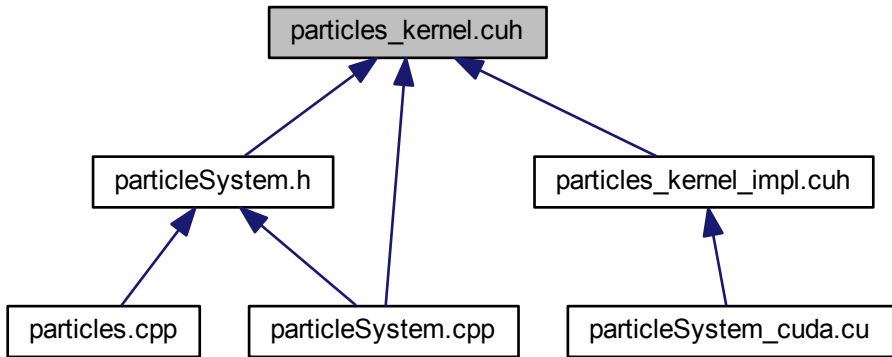 particles_kernel.cuh
particleSystem.h
particles_kernel_impl.cuh
particles.cpp
particleSystem.cpp
particleSystem_cuda.cu